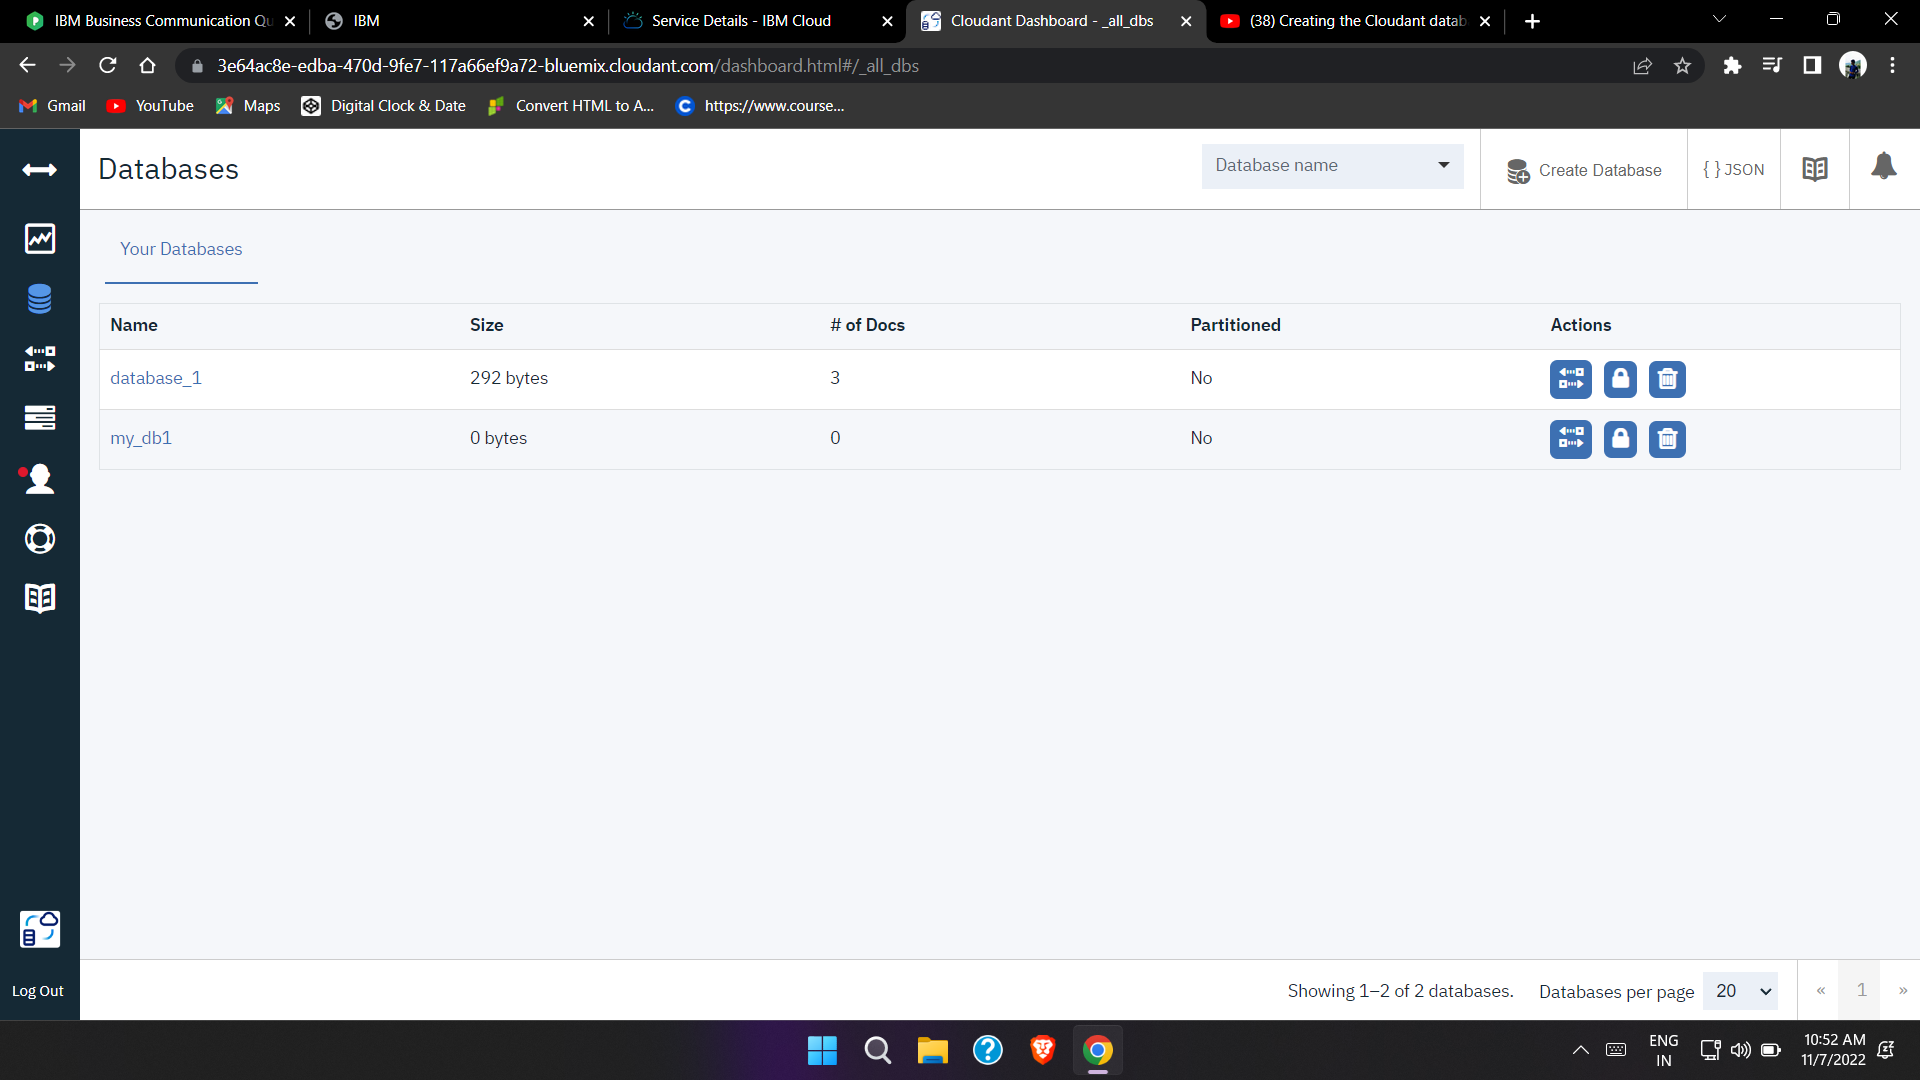 IBM Business Communication Qu
IBM
Service Details - IBM Cloud
Cloudant Dashboard - _all_dbs
(38) Creating the Cloudant datab
3e64ac8e-edba-470d-9fe7-117a66ef9a72-bluemix.cloudant.com/dashboard.html#/_all_dbs
Gmail YouTube Maps Digital Clock & Date Convert HTML to A... https://www.course...
Databases
Database name
Create Database
{ } JSON
Your Databases
Name Size # of Docs Partitioned Actions
database_1 292 bytes 3 No
my_db1 0 bytes 0 No
Log Out
Showing 1–2 of 2 databases. Databases per page 20 « 1 »
ENG
IN
10:52 AM
11/7/2022